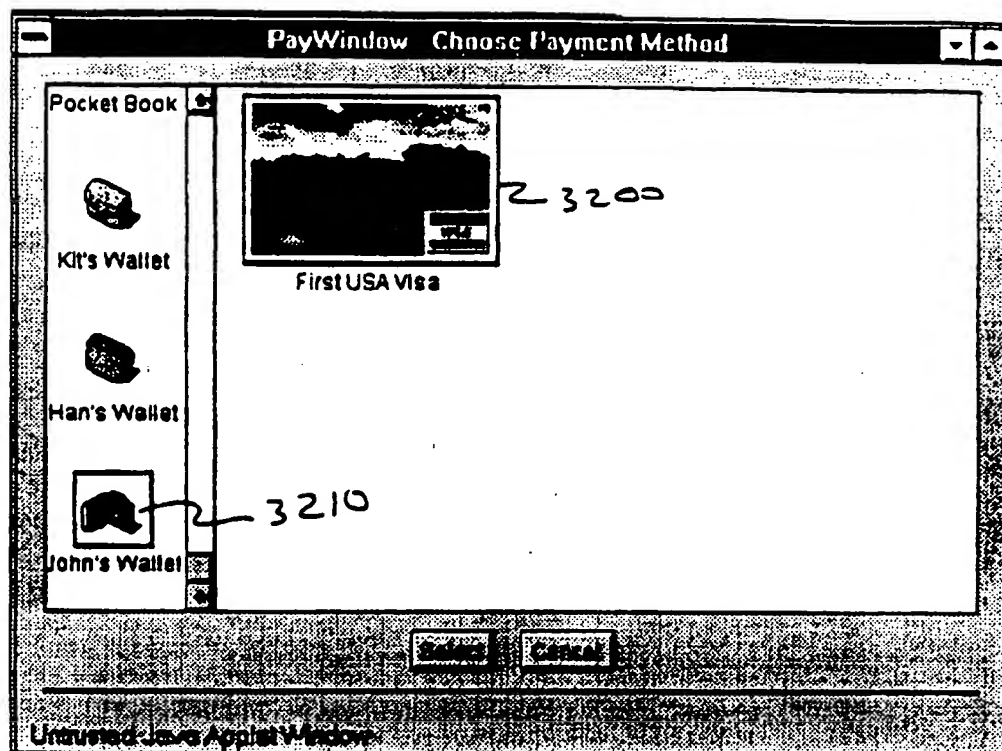 PayWindow Choose Payment Method
Pocket Book
Kit's Wallet
Han's Wallet
John's Wallet
First USA Visa
3200
3210
Select Cancel
Untrusted Java Applet Window